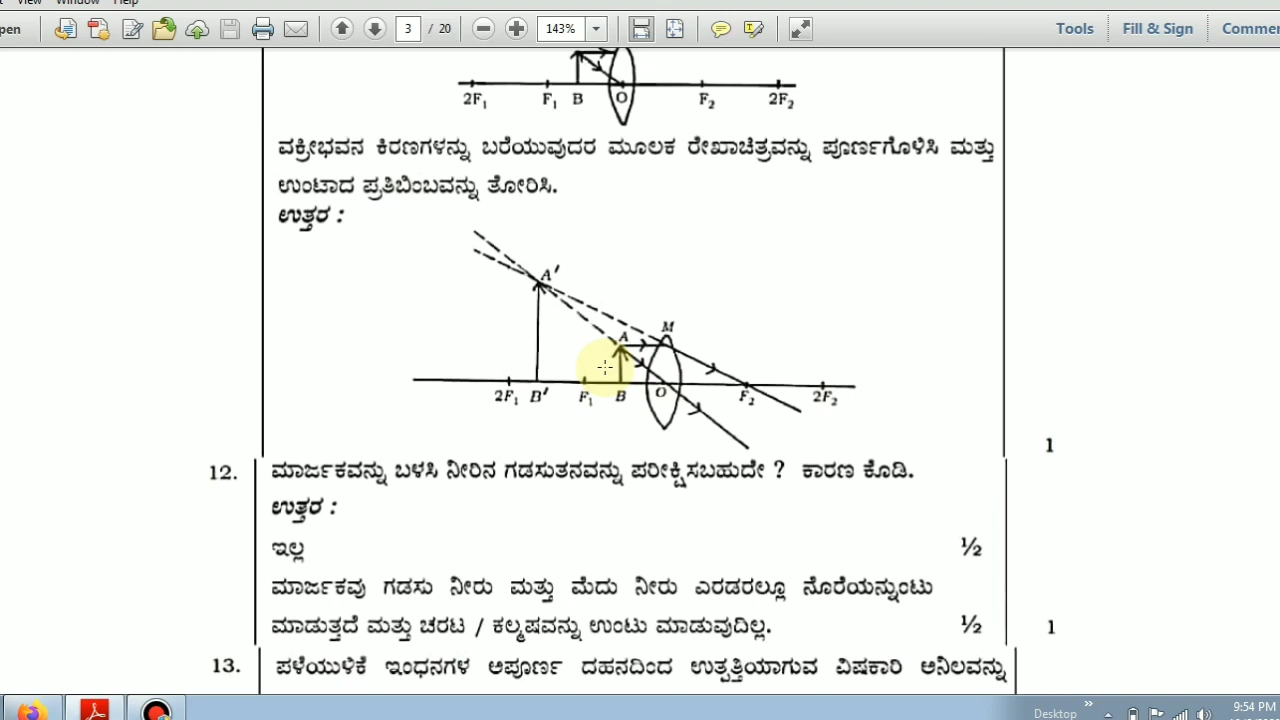 Window Help
pen 3 / 20 143% Tools Fill & Sign Commen
2F₁ F₁ B O F₂ 2F₂
ವಕ್ರೀಭವನ ಕಿರಣಗಳನ್ನು ಬರೆಯುವುದರ ಮೂಲಕ ರೇಖಾಚಿತ್ರವನ್ನು ಪೂರ್ಣಗೊಳಿಸಿ ಮತ್ತು
ಉಂಟಾದ ಪ್ರತಿಬಿಂಬವನ್ನು ತೋರಿಸಿ.
ಉತ್ತರ :
A′
A M
2F₁ B′ F₁ B O F₂ 2F₂
1
12. ಮಾರ್ಜಕವನ್ನು ಬಳಸಿ ನೀರಿನ ಗಡಸುತನವನ್ನು ಪರೀಕ್ಷಿಸಬಹುದೇ ? ಕಾರಣ ಕೊಡಿ.
ಉತ್ತರ :
ಇಲ್ಲ ½
ಮಾರ್ಜಕವು ಗಡಸು ನೀರು ಮತ್ತು ಮೆದು ನೀರು ಎರಡರಲ್ಲೂ ನೊರೆಯನ್ನುಂಟು
ಮಾಡುತ್ತದೆ ಮತ್ತು ಚರಟ / ಕಲ್ಮಷವನ್ನು ಉಂಟು ಮಾಡುವುದಿಲ್ಲ. ½ 1
13. ಪಳೆಯುಳಿಕೆ ಇಂಧನಗಳ ಅಪೂರ್ಣ ದಹನದಿಂದ ಉತ್ಪತ್ತಿಯಾಗುವ ವಿಷಕಾರಿ ಅನಿಲವನ್ನು
Desktop » 9:54 PM